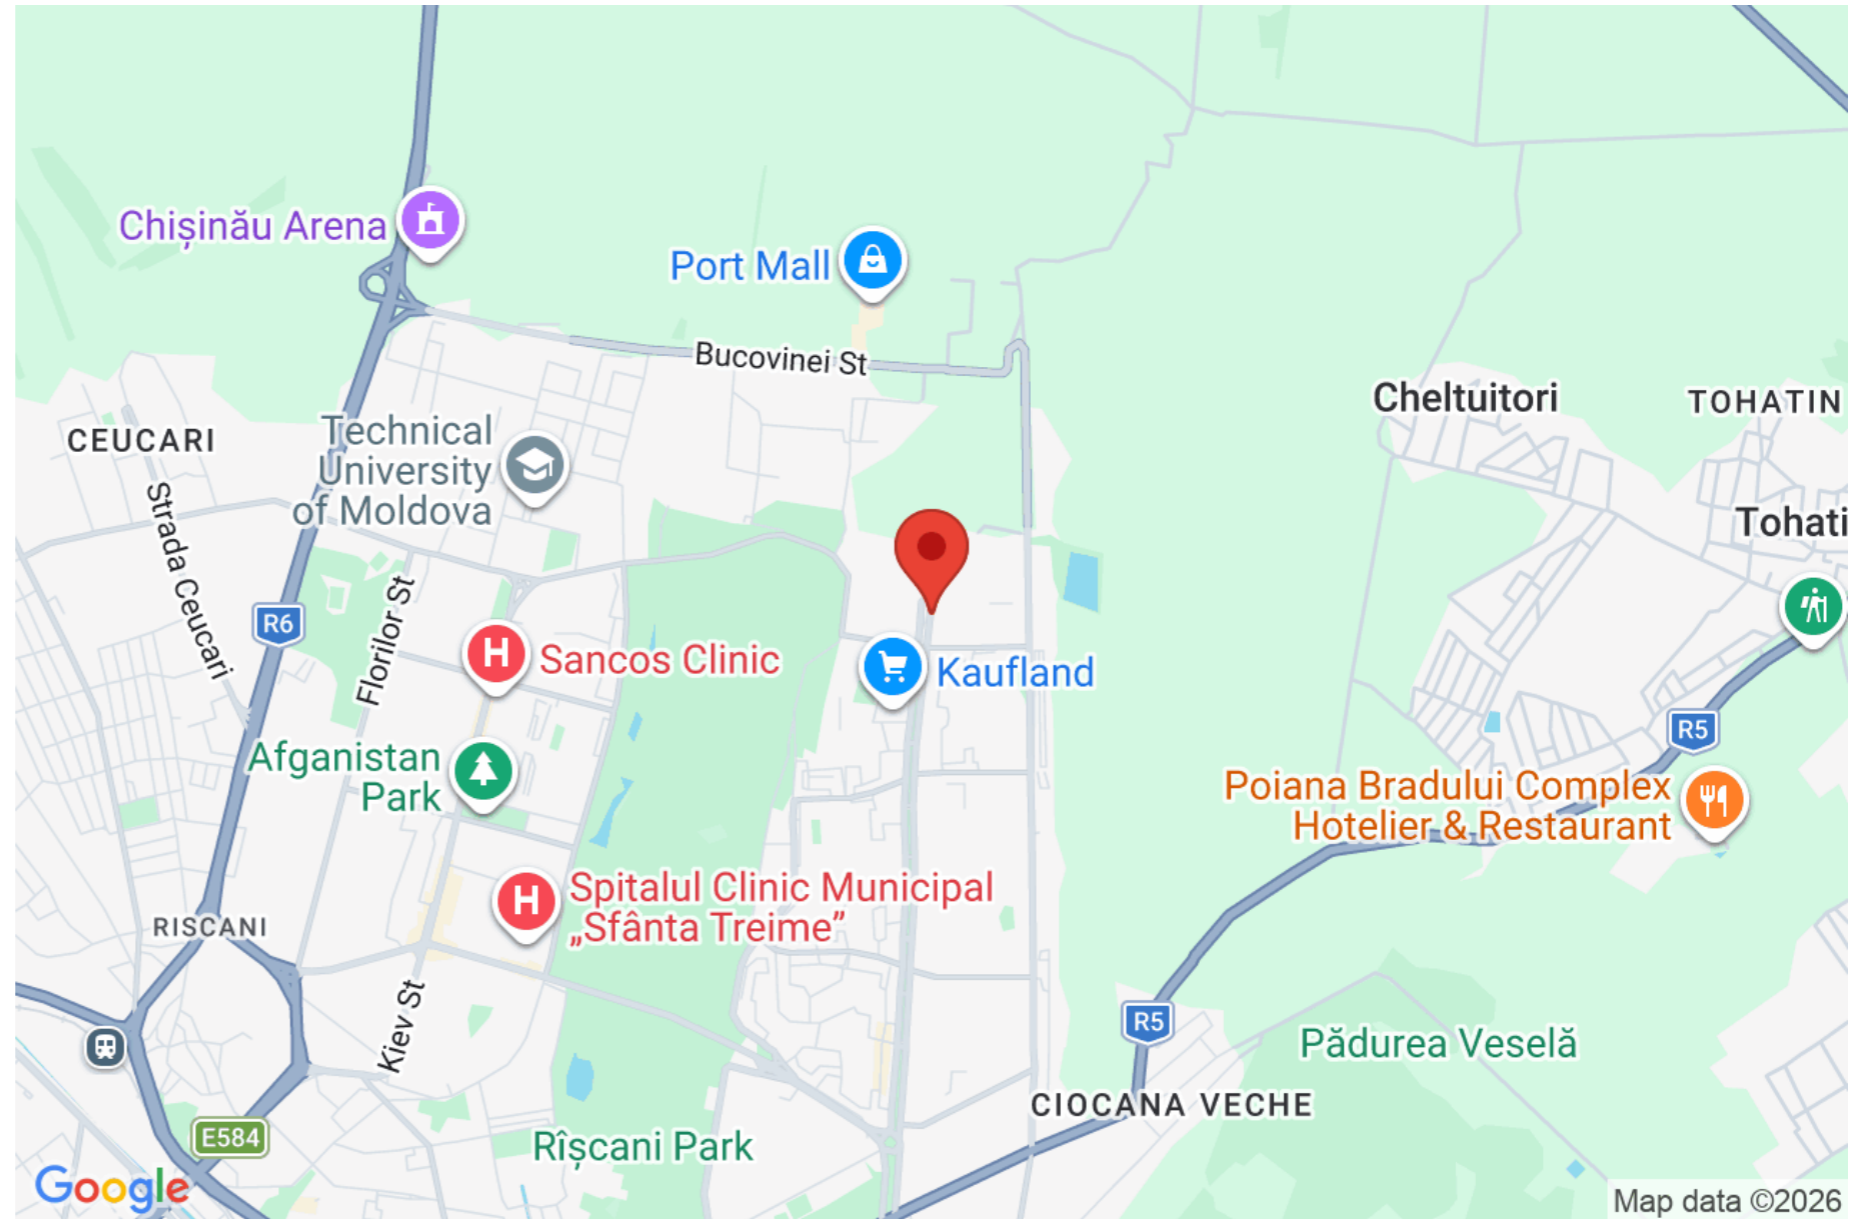 Chișinău Arena
Port Mall
Bucovinei St
Cheltuitori
TOHATIN
CEUCARI
Technical
University
of Moldova
Strada Ceucari
Tohati
Florilor St
R6
H
Sancos Clinic
Kaufland
R5
Afganistan
Park
Poiana Bradului Complex
Hotelier & Restaurant
H
Spitalul Clinic Municipal
„Sfânta Treime”
RISCANI
Kiev St
R5
Pădurea Veselă
CIOCANA VECHE
E584
Rîșcani Park
Google
Map data ©2026